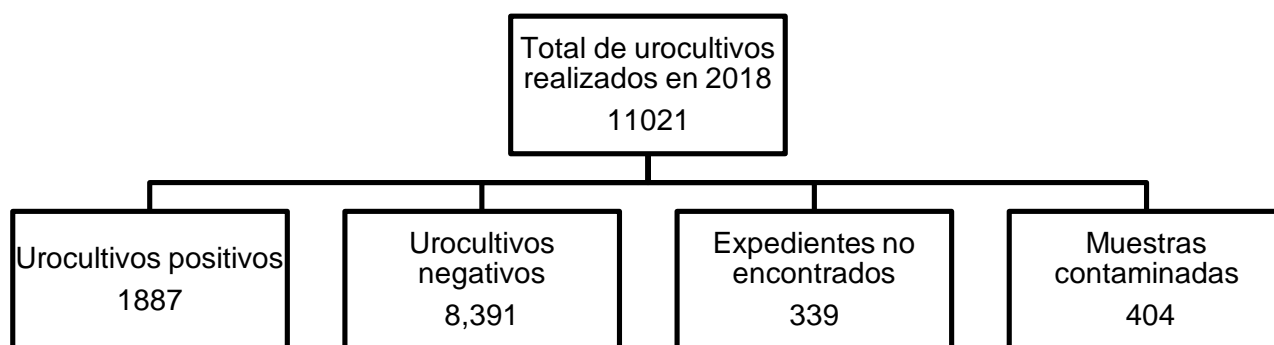 Total de urocultivos
realizados en 2018
11021
Urocultivos positivos
1887
Urocultivos
negativos
8,391
Expedientes no
encontrados
339
Muestras
contaminadas
404